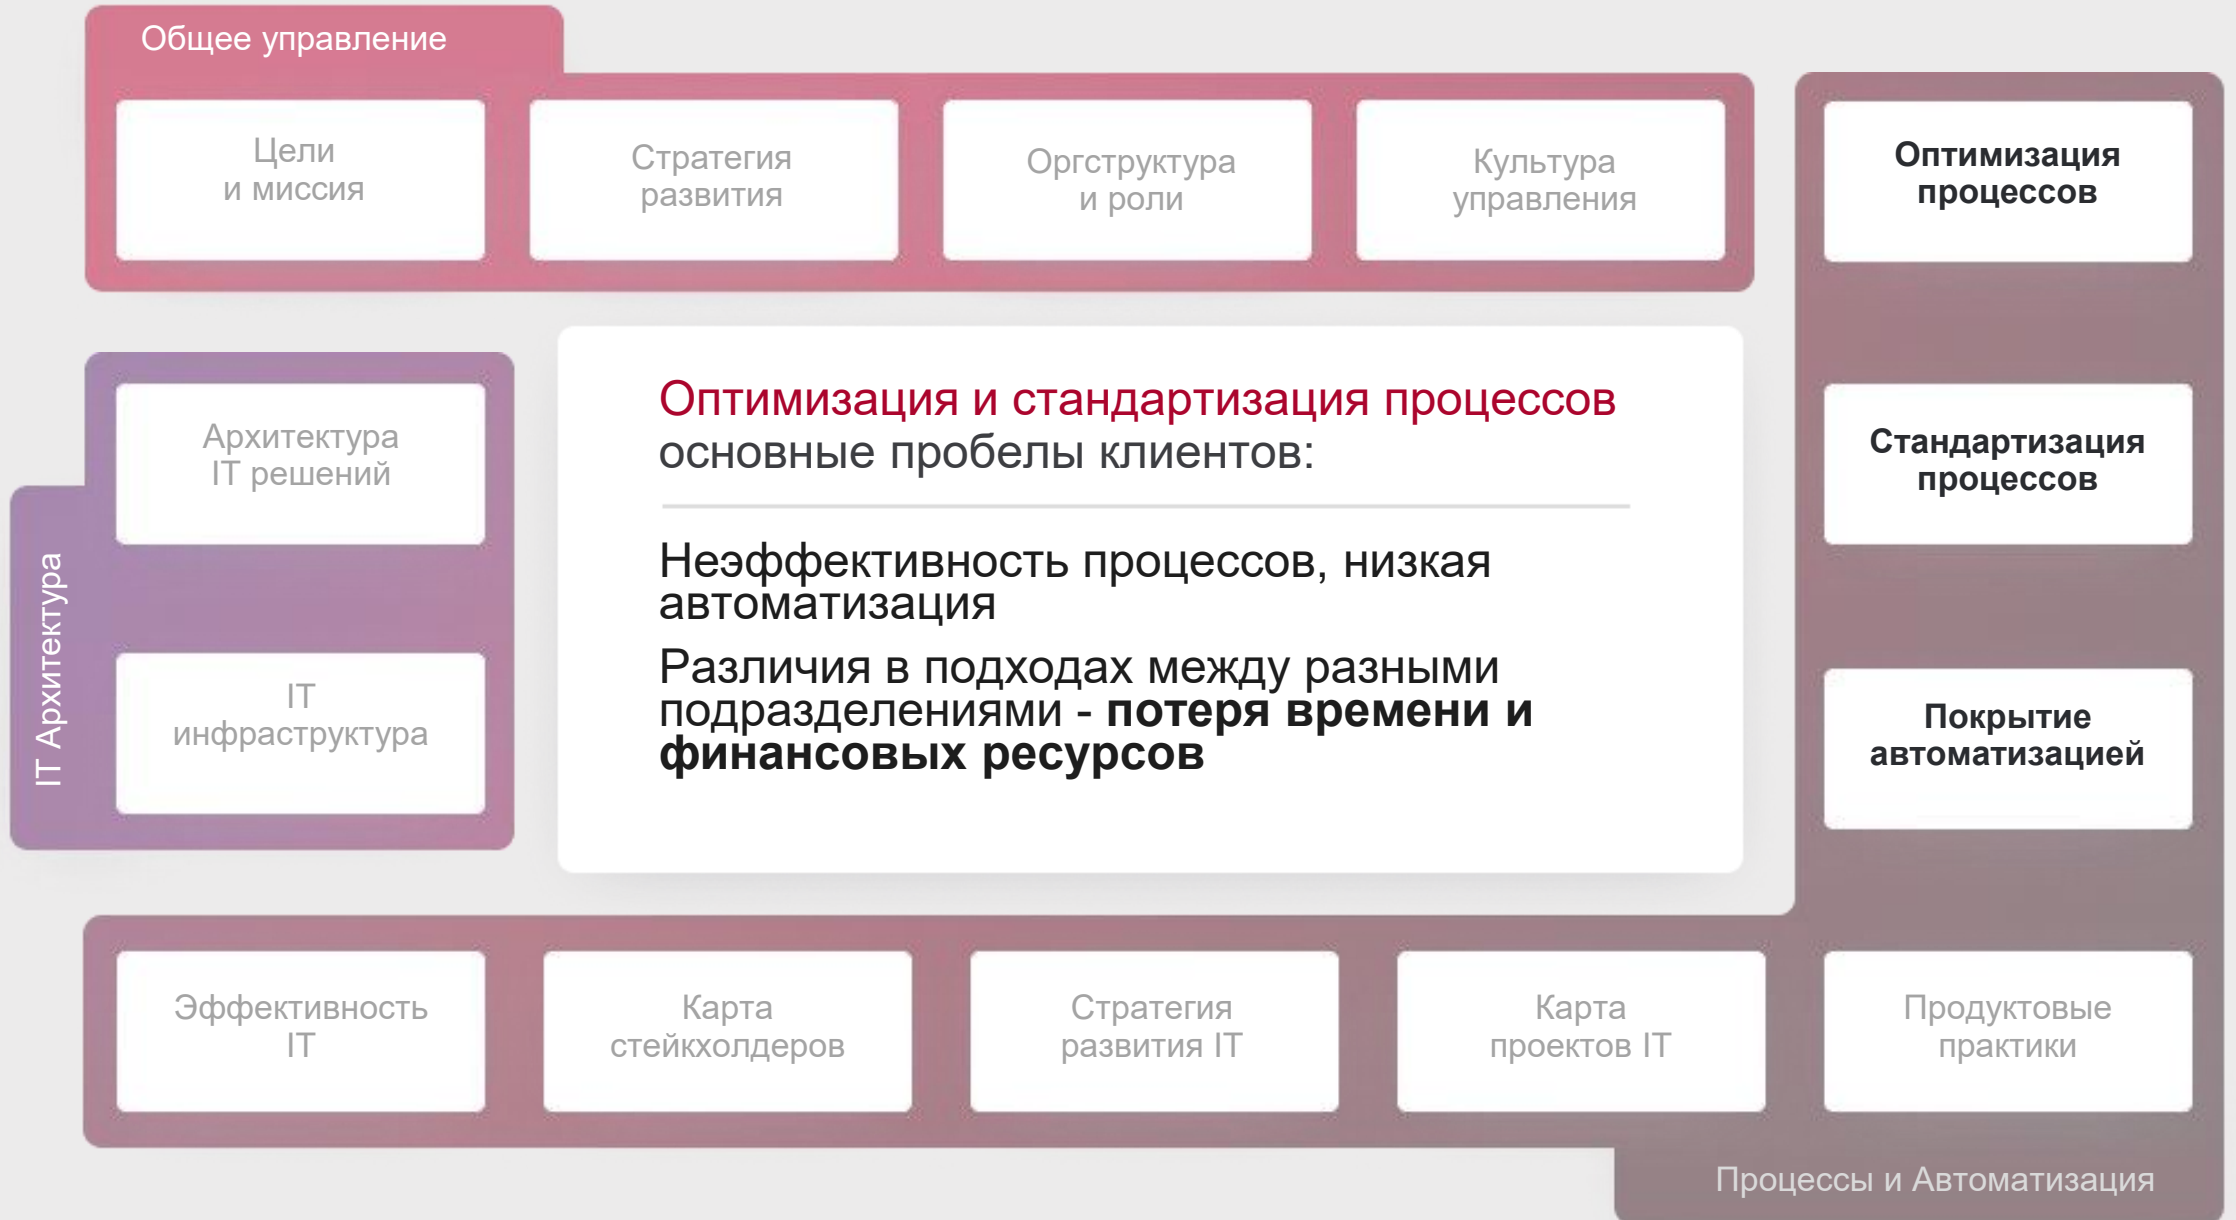 Общее управление
Цели
и миссия
Стратегия
развития
Оргструктура
и роли
Культура
управления
Оптимизация
процессов
Оптимизация и стандартизация процессов
основные пробелы клиентов:
Неэффективность процессов, низкая
автоматизация
Различия в подходах между разными
подразделениями - потеря времени и
финансовых ресурсов
Архитектура
IT решений
IT
инфраструктура
IT Архитектура
Стандартизация
процессов
Покрытие
автоматизацией
Эффективность
IT
Карта
стейкхолдеров
Стратегия
развития IT
Карта
проектов IT
Продуктовые
практики
Процессы и Автоматизация